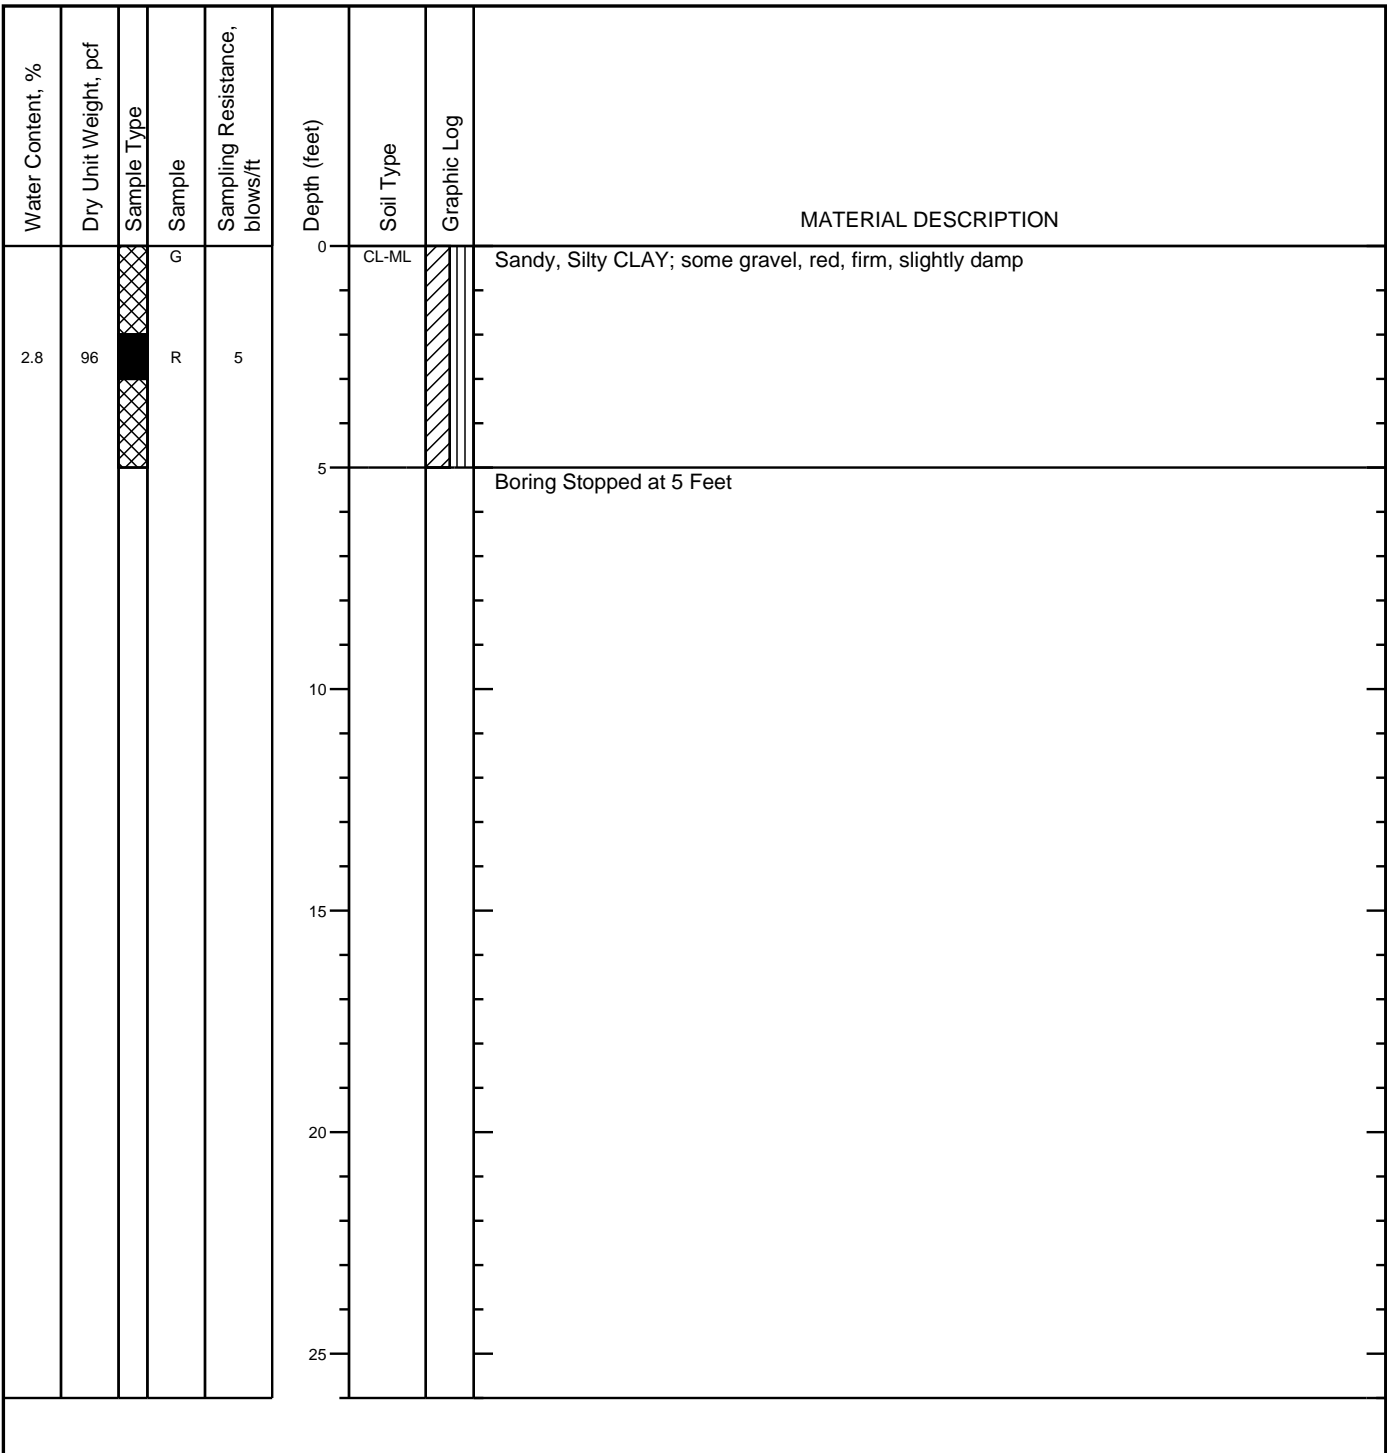 Water Content, %
Dry Unit Weight, pcf
Sample Type
Sample
Sampling Resistance,
blows/ft
Depth (feet)
Soil Type
Graphic Log
MATERIAL DESCRIPTION
0
G
CL-ML
Sandy, Silty CLAY; some gravel, red, firm, slightly damp
2.8
96
R
5
5
Boring Stopped at 5 Feet
10
15
20
25